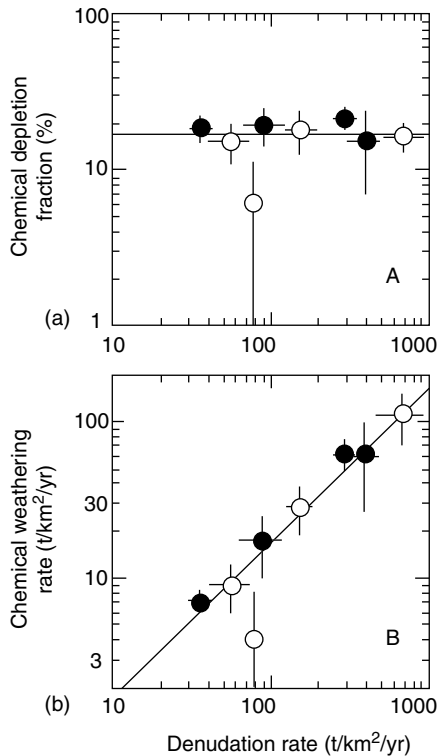 100
10
1
Chemical depletion
fraction (%)
A
(a)
10
100
1000
100
30
10
3
Chemical weathering
rate (t/km²/yr)
B
(b)
10
100
1000
Denudation rate (t/km²/yr)